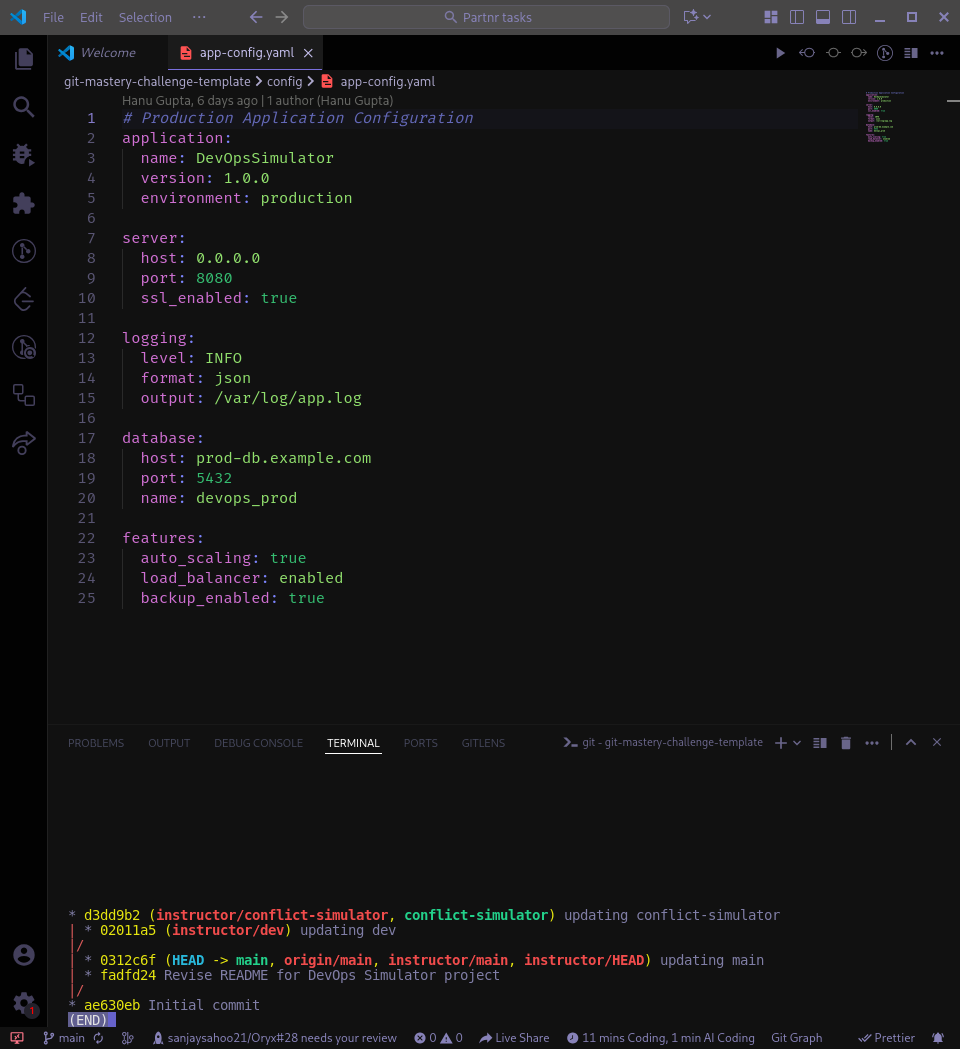 File Edit Selection ··· Partnr tasks
Welcome app-config.yaml
git-mastery-challenge-template > config > app-config.yaml
Hanu Gupta, 6 days ago | 1 author (Hanu Gupta)
1 # Production Application Configuration
2 application:
3 name: DevOpsSimulator
4 version: 1.0.0
5 environment: production
6
7 server:
8 host: 0.0.0.0
9 port: 8080
10 ssl_enabled: true
11
12 logging:
13 level: INFO
14 format: json
15 output: /var/log/app.log
16
17 database:
18 host: prod-db.example.com
19 port: 5432
20 name: devops_prod
21
22 features:
23 auto_scaling: true
24 load_balancer: enabled
25 backup_enabled: true
PROBLEMS OUTPUT DEBUG CONSOLE TERMINAL PORTS GITLENS git - git-mastery-challenge-template
* d3dd9b2 (instructor/conflict-simulator, conflict-simulator) updating conflict-simulator
| * 02011a5 (instructor/dev) updating dev
|/
| * 0312c6f (HEAD -> main, origin/main, instructor/main, instructor/HEAD) updating main
| * fadfd24 Revise README for DevOps Simulator project
|/
* ae630eb Initial commit
(END)
1
main sanjaysahoo21/Oryx#28 needs your review 0 0 Live Share 11 mins Coding, 1 min AI Coding Git Graph Prettier